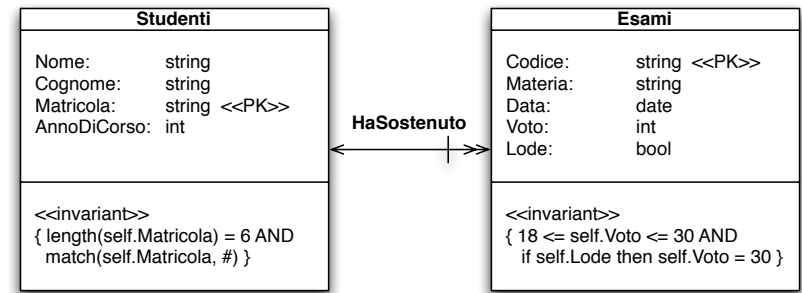 Studenti
Nome: string
Cognome: string
Matricola: string <<PK>>
AnnoDiCorso: int
<<invariant>>
{ length(self.Matricola) = 6 AND
match(self.Matricola, #) }
HaSostenuto
Esami
Codice: string <<PK>>
Materia: string
Data: date
Voto: int
Lode: bool
<<invariant>>
{ 18 <= self.Voto <= 30 AND
if self.Lode then self.Voto = 30 }